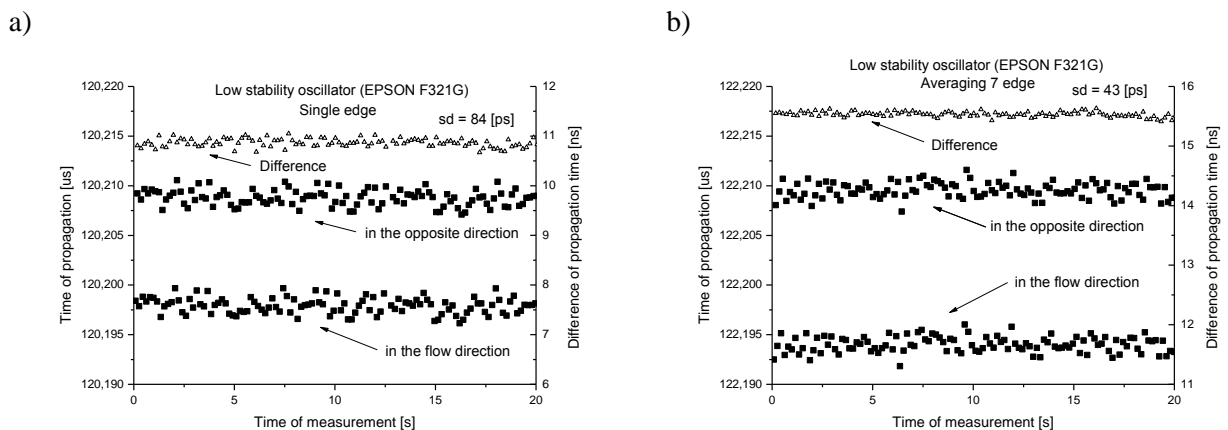 a)
Low stability oscillator (EPSON F321G)
Single edge
sd = 84 [ps]
Difference
in the opposite direction
in the flow direction
Time of propagation [us]
120,220
120,215
120,210
120,205
120,200
120,195
120,190
Difference of propagation time [ns]
12
11
10
9
8
7
6
0
5
10
15
20
Time of measurement [s]
b)
Low stability oscillator (EPSON F321G)
Averaging 7 edge
sd = 43 [ps]
Difference
in the opposite direction
in the flow direction
Time of propagation [us]
122,220
122,215
122,210
122,205
122,200
122,195
122,190
Difference of propagation time [ns]
16
15
14
13
12
11
0
5
10
15
20
Time of measurement [s]